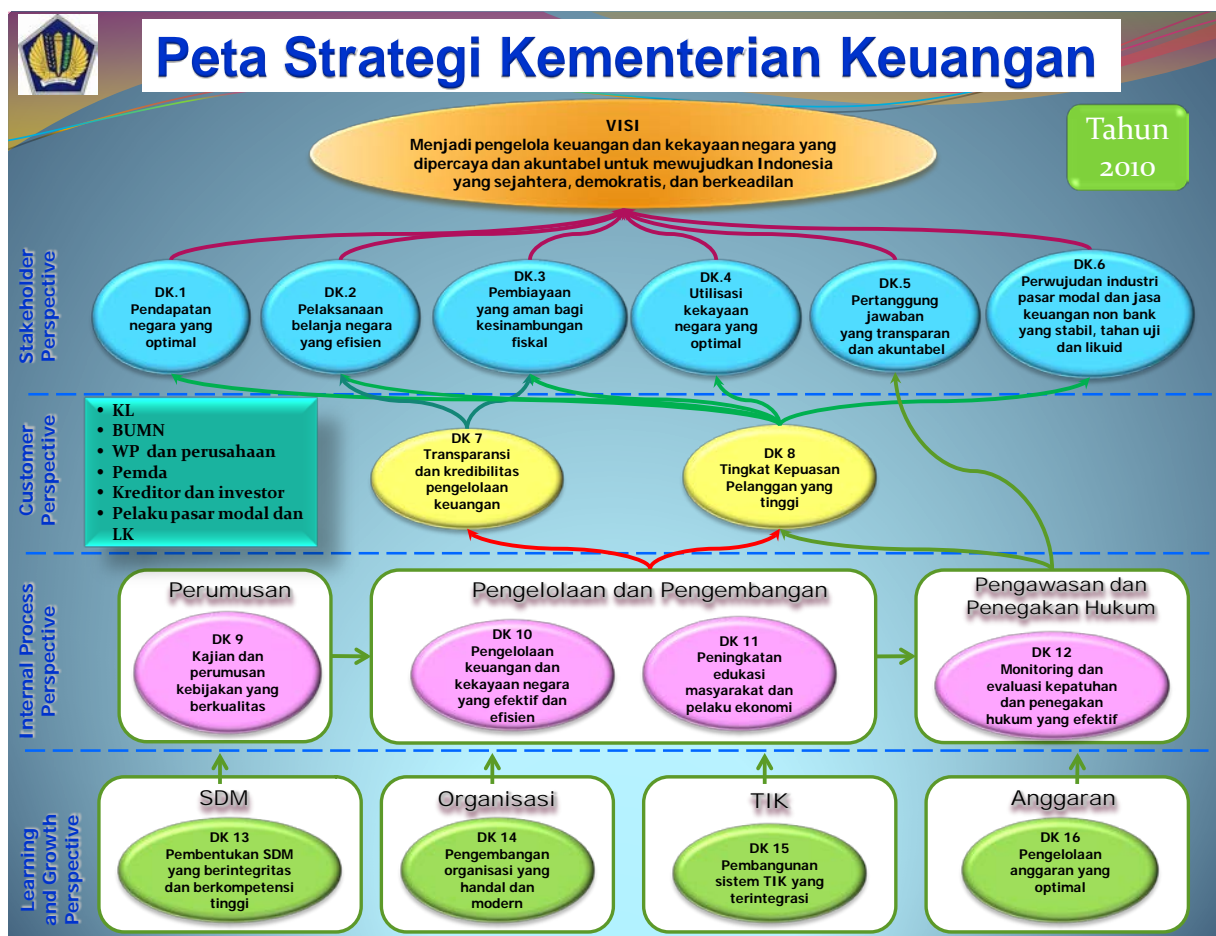 Peta Strategi Kementerian Keuangan
Tahun
2010
VISI
Menjadi pengelola keuangan dan kekayaan negara yang
dipercaya dan akuntabel untuk mewujudkan Indonesia
yang sejahtera, demokratis, dan berkeadilan
Stakeholder
Perspective
DK.1
Pendapatan
negara yang
optimal
DK.2
Pelaksanaan
belanja negara
yang efisien
DK.3
Pembiayaan
yang aman bagi
kesinambungan
fiskal
DK.4
Utilisasi
kekayaan
negara yang
optimal
DK.5
Pertanggung
jawaban
yang transparan
dan akuntabel
DK.6
Perwujudan industri
pasar modal dan jasa
keuangan non bank
yang stabil, tahan uji
dan likuid
Customer
Perspective
• KL
• BUMN
• WP dan perusahaan
• Pemda
• Kreditor dan investor
• Pelaku pasar modal dan
LK
DK 7
Transparansi
dan kredibilitas
pengelolaan
keuangan
DK 8
Tingkat Kepuasan
Pelanggan yang
tinggi
Internal Process
Perspective
Perumusan
DK 9
Kajian dan
perumusan
kebijakan yang
berkualitas
Pengelolaan dan Pengembangan
DK 10
Pengelolaan
keuangan dan
kekayaan negara
yang efektif dan
efisien
DK 11
Peningkatan
edukasi
masyarakat dan
pelaku ekonomi
Pengawasan dan
Penegakan Hukum
DK 12
Monitoring dan
evaluasi kepatuhan
dan penegakan
hukum yang efektif
Learning
and Growth
Perspective
SDM
DK 13
Pembentukan SDM
yang berintegritas
dan berkompetensi
tinggi
Organisasi
DK 14
Pengembangan
organisasi yang
handal dan
modern
TIK
DK 15
Pembangunan
sistem TIK yang
terintegrasi
Anggaran
DK 16
Pengelolaan
anggaran yang
optimal